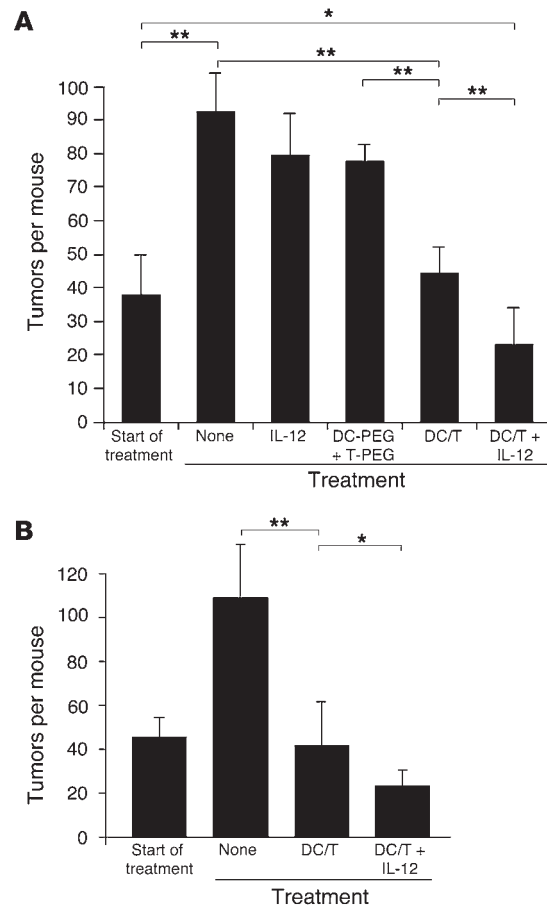 A
*
**
**
**
**
Tumors per mouse
100
90
80
70
60
50
40
30
20
10
0
Start of
treatment
None
IL-12
DC-PEG
+ T-PEG
DC/T
DC/T +
IL-12
Treatment
B
**
*
Tumors per mouse
120
100
80
60
40
20
0
Start of
treatment
None
DC/T
DC/T +
IL-12
Treatment